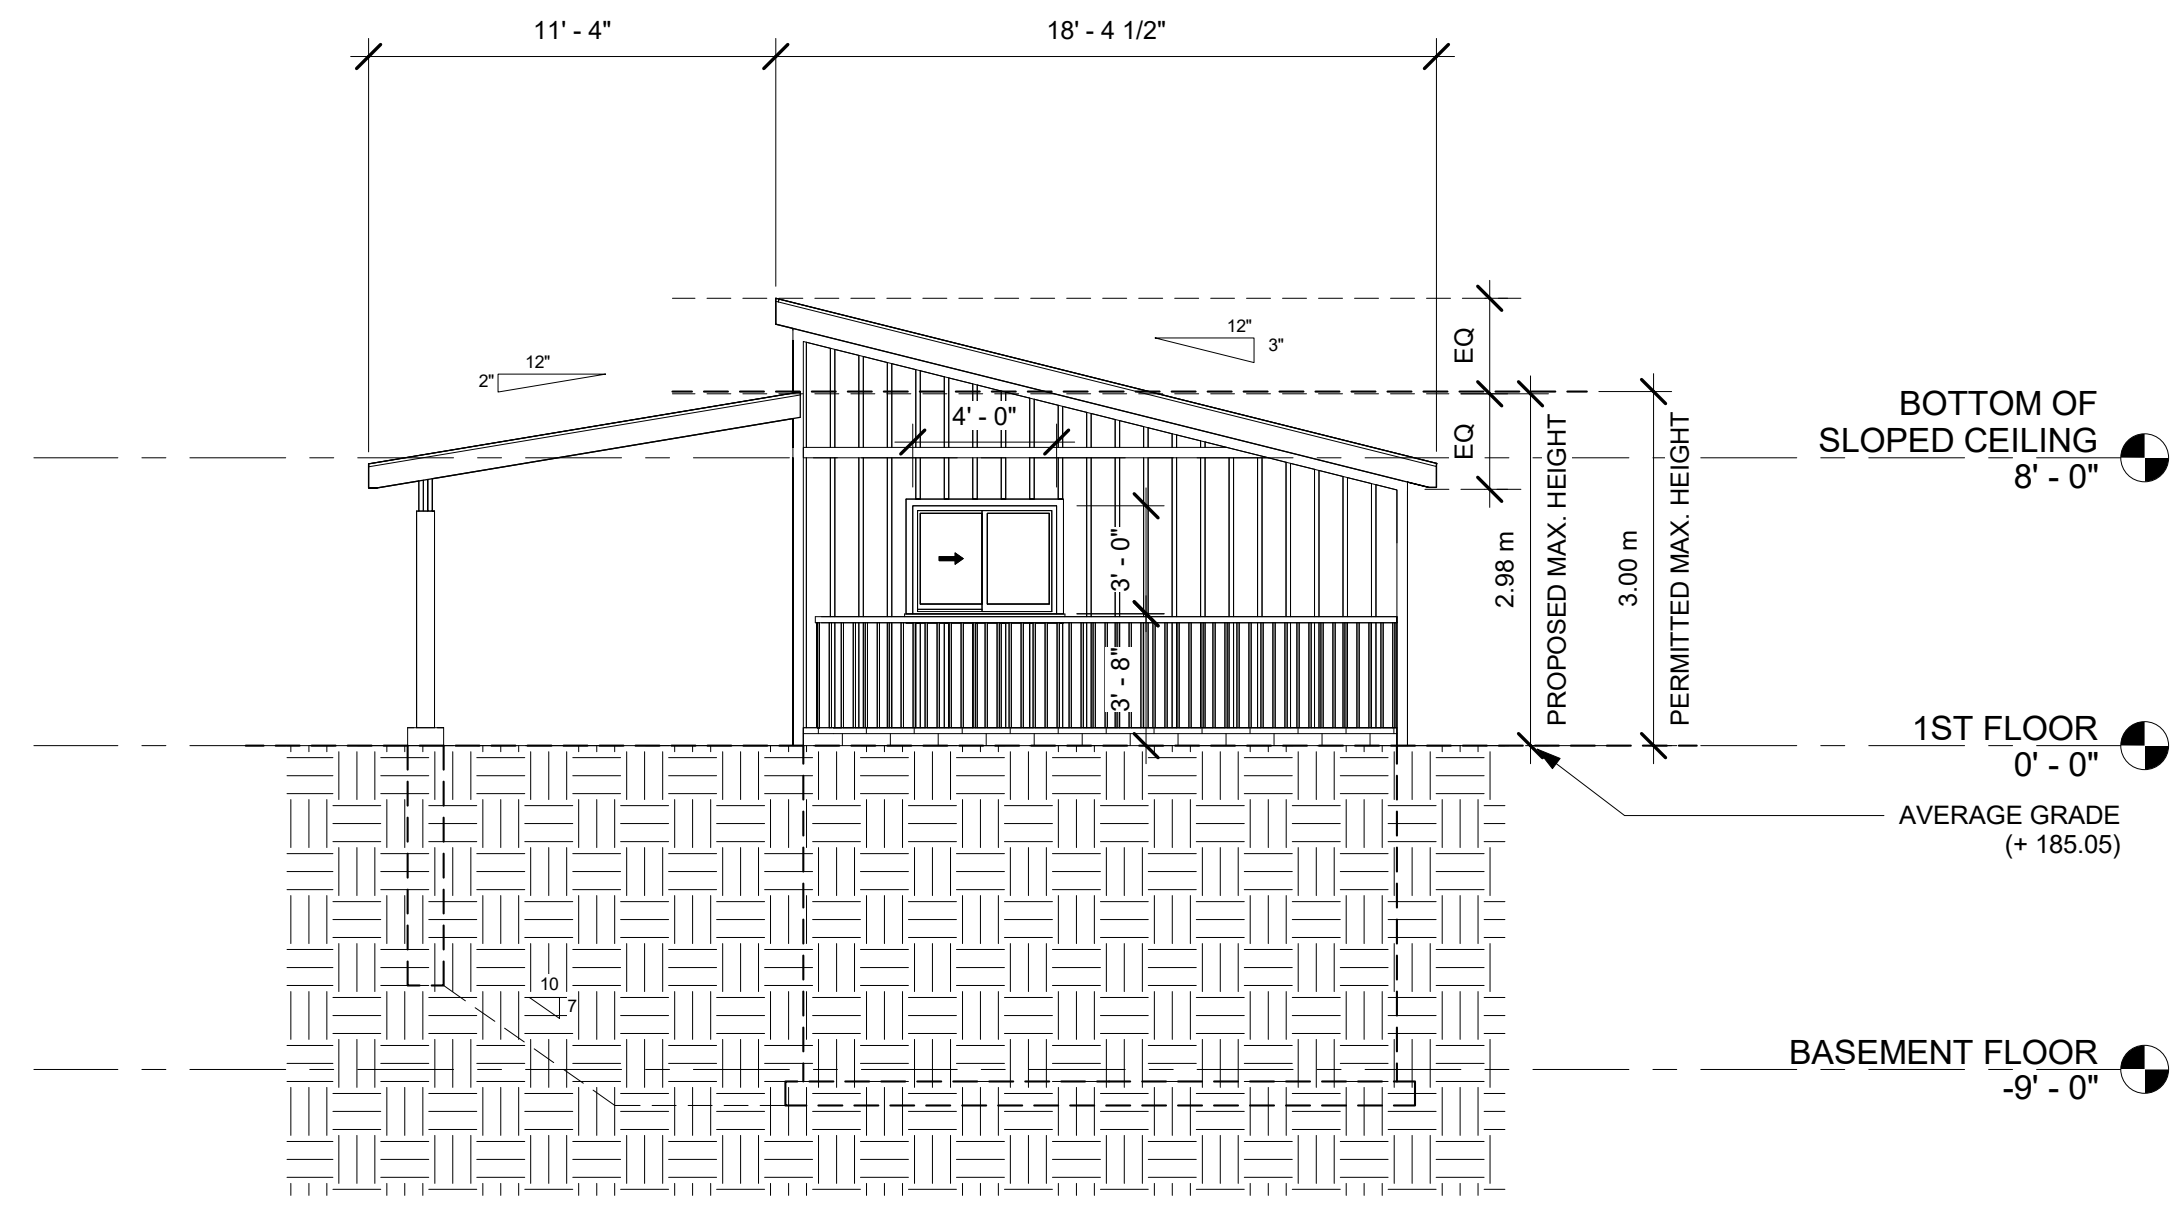 11' - 4"
18' - 4 1/2"
12"
3"
EQ
12"
2"
4' - 0"
EQ
BOTTOM OF
SLOPED CEILING
8' - 0"
2.98 m
PROPOSED MAX. HEIGHT
3.00 m
PERMITTED MAX. HEIGHT
3' - 0"
3' - 8"
1ST FLOOR
0' - 0"
AVERAGE GRADE
(+ 185.05)
10
7
BASEMENT FLOOR
-9' - 0"